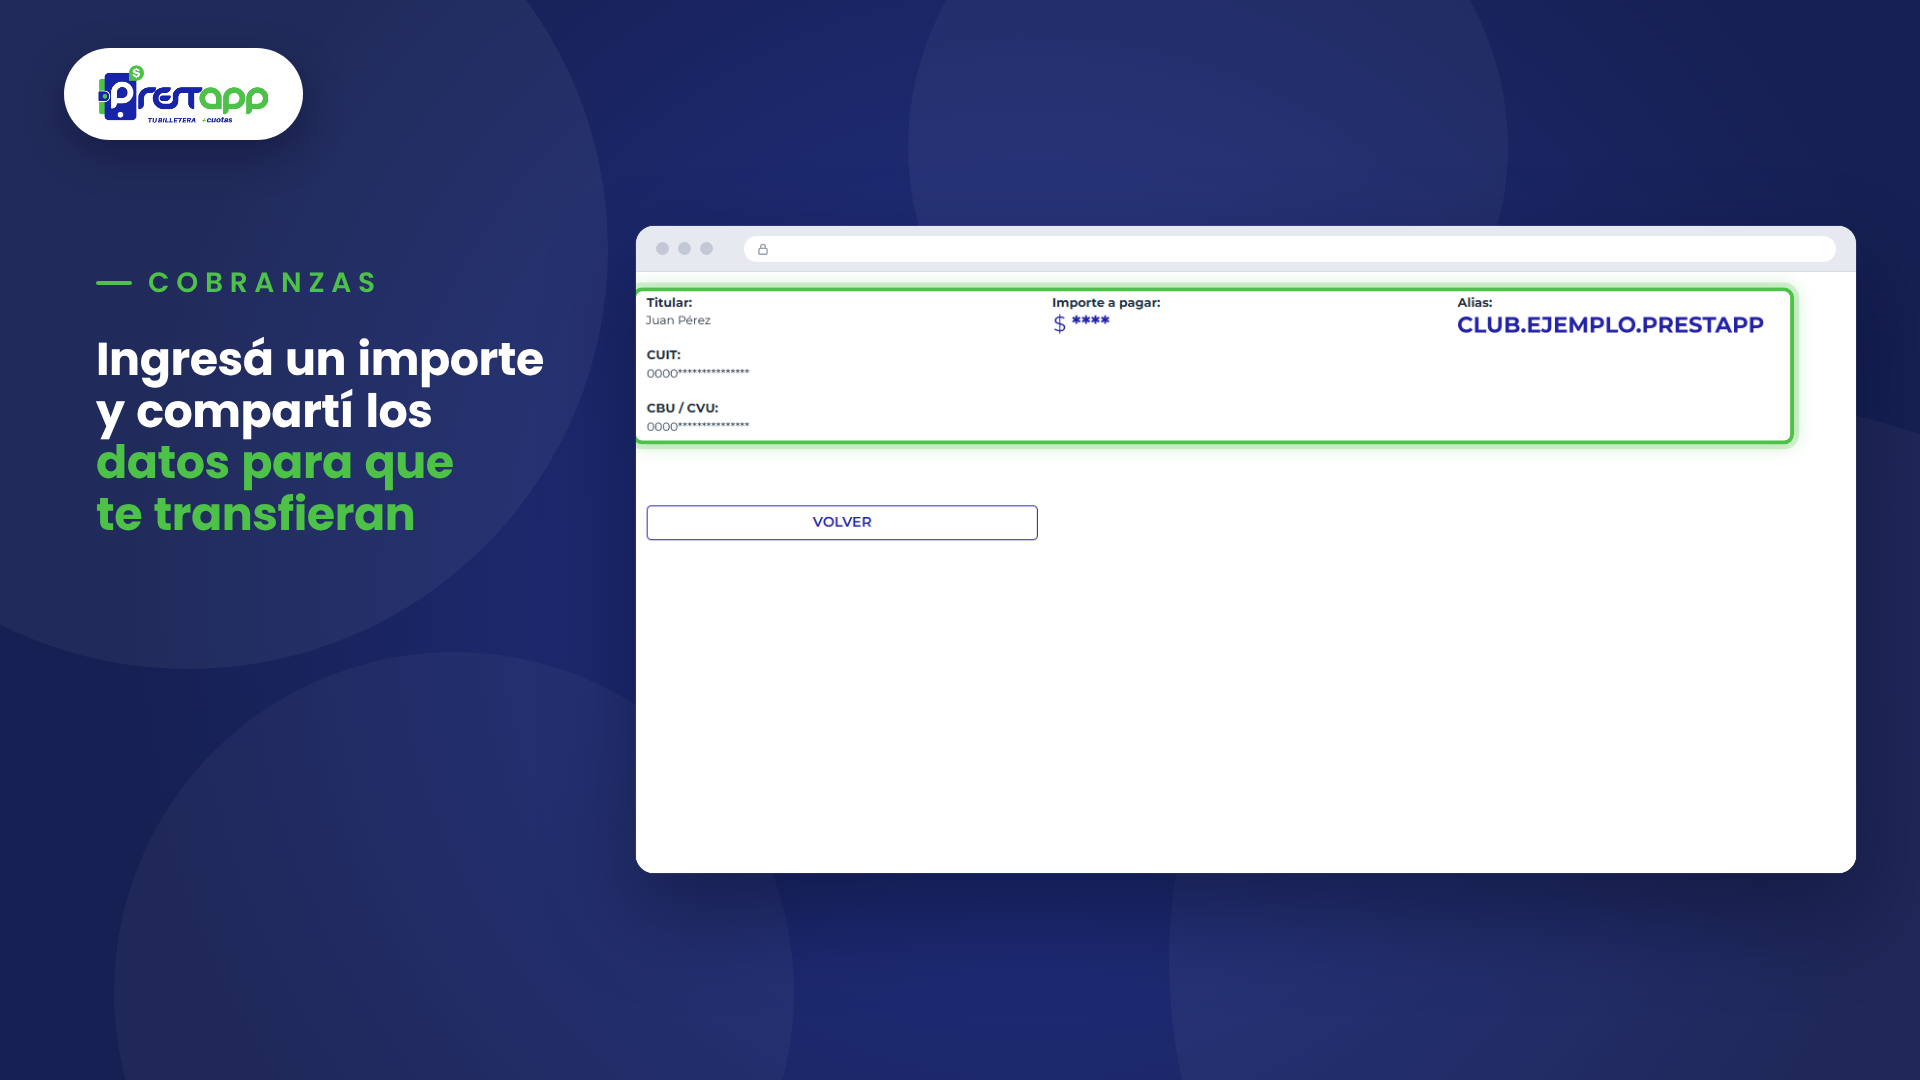 Prestapp
TU BILLETERA +cuotas
COBRANZAS
Ingresá un importe
y compartí los
datos para que
te transfieran
Titular:
Juan Pérez
CUIT:
0000***************
CBU / CVU:
0000***************
Importe a pagar:
$ ****
Alias:
CLUB.EJEMPLO.PRESTAPP
VOLVER